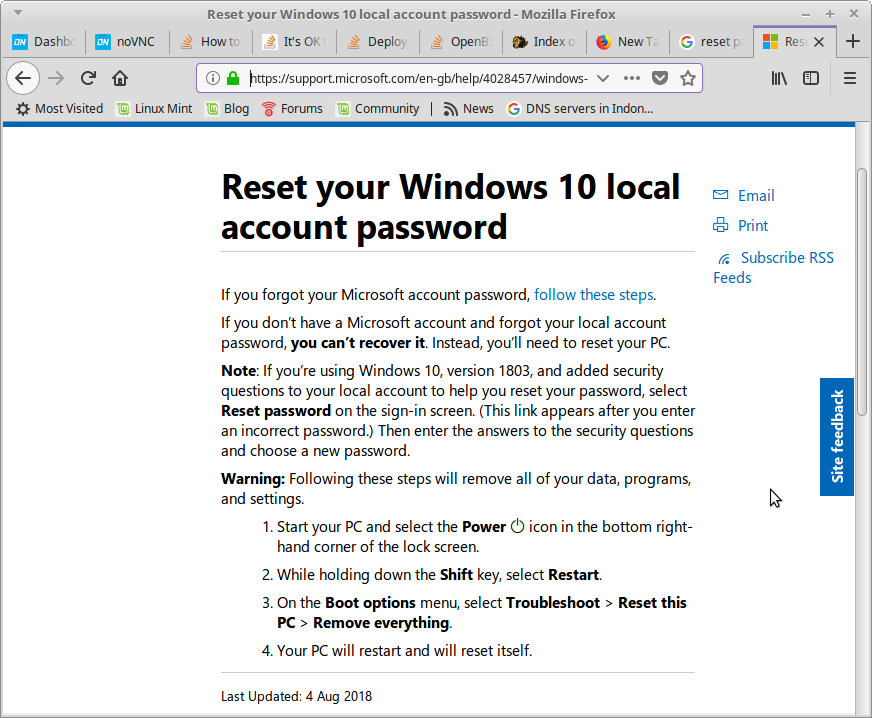 Reset your Windows 10 local account password - Mozilla Firefox
Dashb
noVNC
How to
It's OK t
Deploy
OpenBS
Index o
New Ta
reset p
Res
https://support.microsoft.com/en-gb/help/4028457/windows-
Most Visited
Linux Mint
Blog
Forums
Community
News
DNS servers in Indon...
Reset your Windows 10 local
account password
Email
Print
Subscribe RSS
Feeds
If you forgot your Microsoft account password, follow these steps.
If you don’t have a Microsoft account and forgot your local account
password, you can’t recover it. Instead, you’ll need to reset your PC.
Note: If you’re using Windows 10, version 1803, and added security
questions to your local account to help you reset your password, select
Reset password on the sign-in screen. (This link appears after you enter
an incorrect password.) Then enter the answers to the security questions
and choose a new password.
Warning: Following these steps will remove all of your data, programs,
and settings.
1. Start your PC and select the Power icon in the bottom right-
hand corner of the lock screen.
2. While holding down the Shift key, select Restart.
3. On the Boot options menu, select Troubleshoot > Reset this
PC > Remove everything.
4. Your PC will restart and will reset itself.
Last Updated: 4 Aug 2018
Site feedback